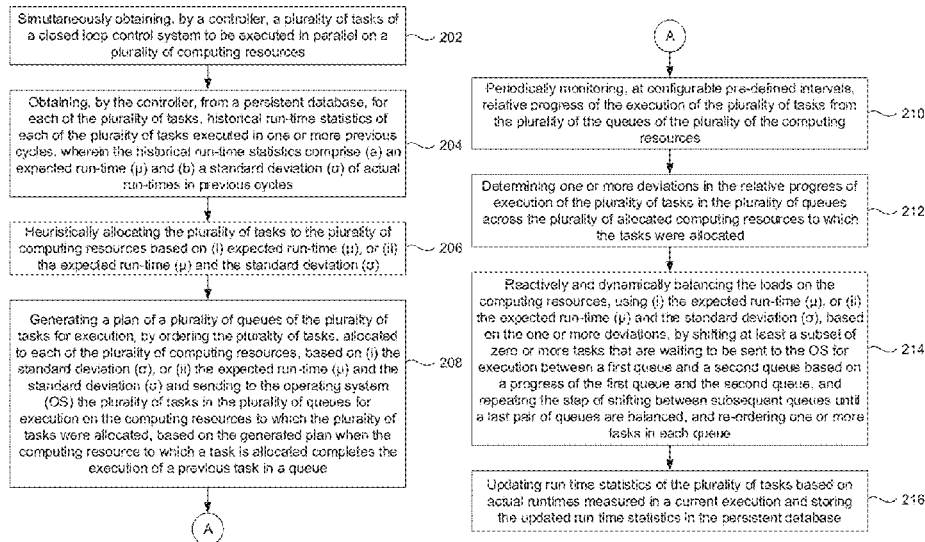 Simultaneously obtaining, by a controller, a plurality of tasks of
a closed loop control system to be executed in parallel on a
plurality of computing resources
202
Obtaining, by the controller, from a persistent database, for
each of the plurality of tasks, historical run-time statistics of
each of the plurality of tasks executed in one or more previous
cycles, wherein the historical run-time statistics comprise (a) an
expected run-time (μ) and (b) a standard deviation (σ) of actual
run-times in previous cycles
204
Heuristically allocating the plurality of tasks to the plurality of
computing resources based on (i) expected run-time (μ), or (ii)
the expected run-time (μ) and the standard deviation (σ)
206
Generating a plan of a plurality of queues of the plurality of
tasks for execution, by ordering the plurality of tasks, allocated
to each of the plurality of computing resources, based on (i) the
standard deviation (σ), or (ii) the expected run-time (μ) and the
standard deviation (σ) and sending to the operating system
(OS) the plurality of tasks in the plurality of queues for
execution on the computing resources to which the plurality of
tasks were allocated, based on the generated plan when the
computing resource to which a task is allocated completes the
execution of a previous task in a queue
208
A
A
Periodically monitoring, at configurable pre-defined intervals,
relative progress of the execution of the plurality of tasks from
the plurality of the queues of the plurality of the computing
resources
210
Determining one or more deviations in the relative progress of
execution of the plurality of tasks in the plurality of queues
across the plurality of allocated computing resources to which
the tasks were allocated
212
Reactively and dynamically balancing the loads on the
computing resources, using (i) the expected run-time (μ), or (ii)
the expected run-time (μ) and the standard deviation (σ), based
on the one or more deviations, by shifting at least a subset of
zero or more tasks that are waiting to be sent to the OS for
execution between a first queue and a second queue based on
a progress of the first queue and the second queue, and
repeating the step of shifting between subsequent queues until
a last pair of queues are balanced, and re-ordering one or more
tasks in each queue
214
Updating run time statistics of the plurality of tasks based on
actual runtimes measured in a current execution and storing
the updated run time statistics in the persistent database
216